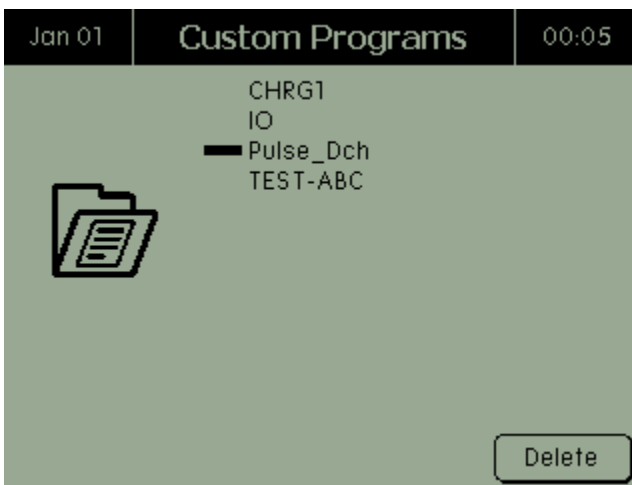 Jan 01 Custom Programs 00:05
CHRG1
IO
Pulse_Dch
TEST-ABC
Delete